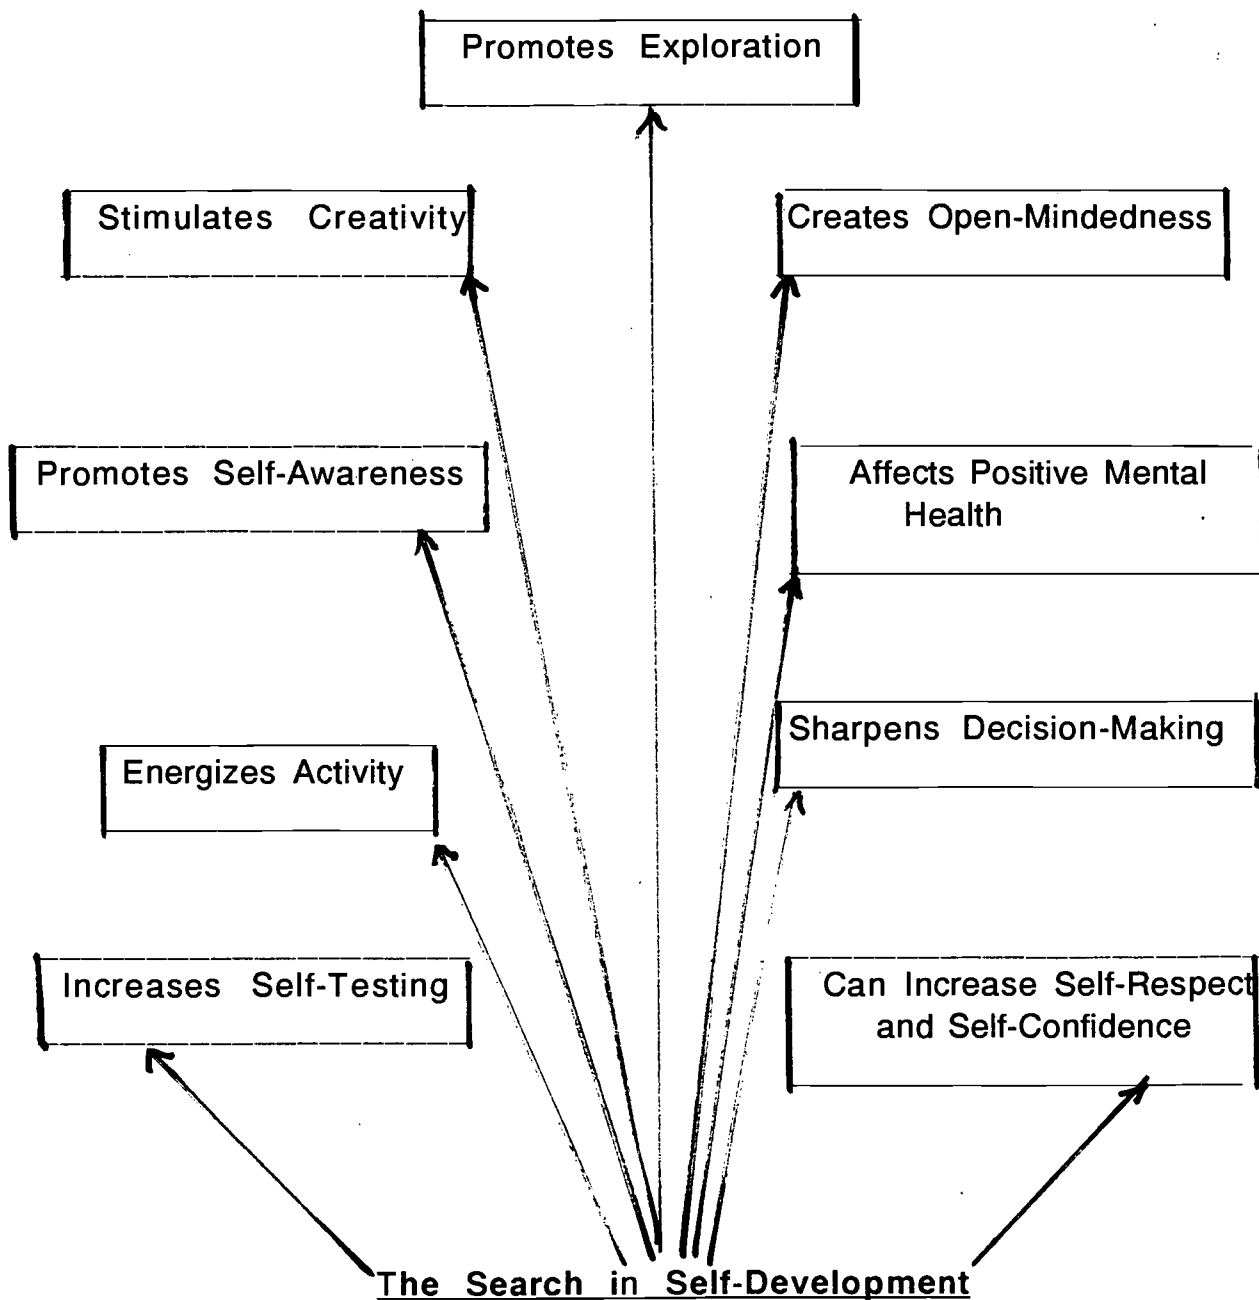 Promotes Exploration
Stimulates Creativity
Creates Open-Mindedness
Promotes Self-Awareness
Affects Positive Mental
Health
Sharpens Decision-Making
Energizes Activity
Increases Self-Testing
Can Increase Self-Respect
and Self-Confidence
The Search in Self-Development